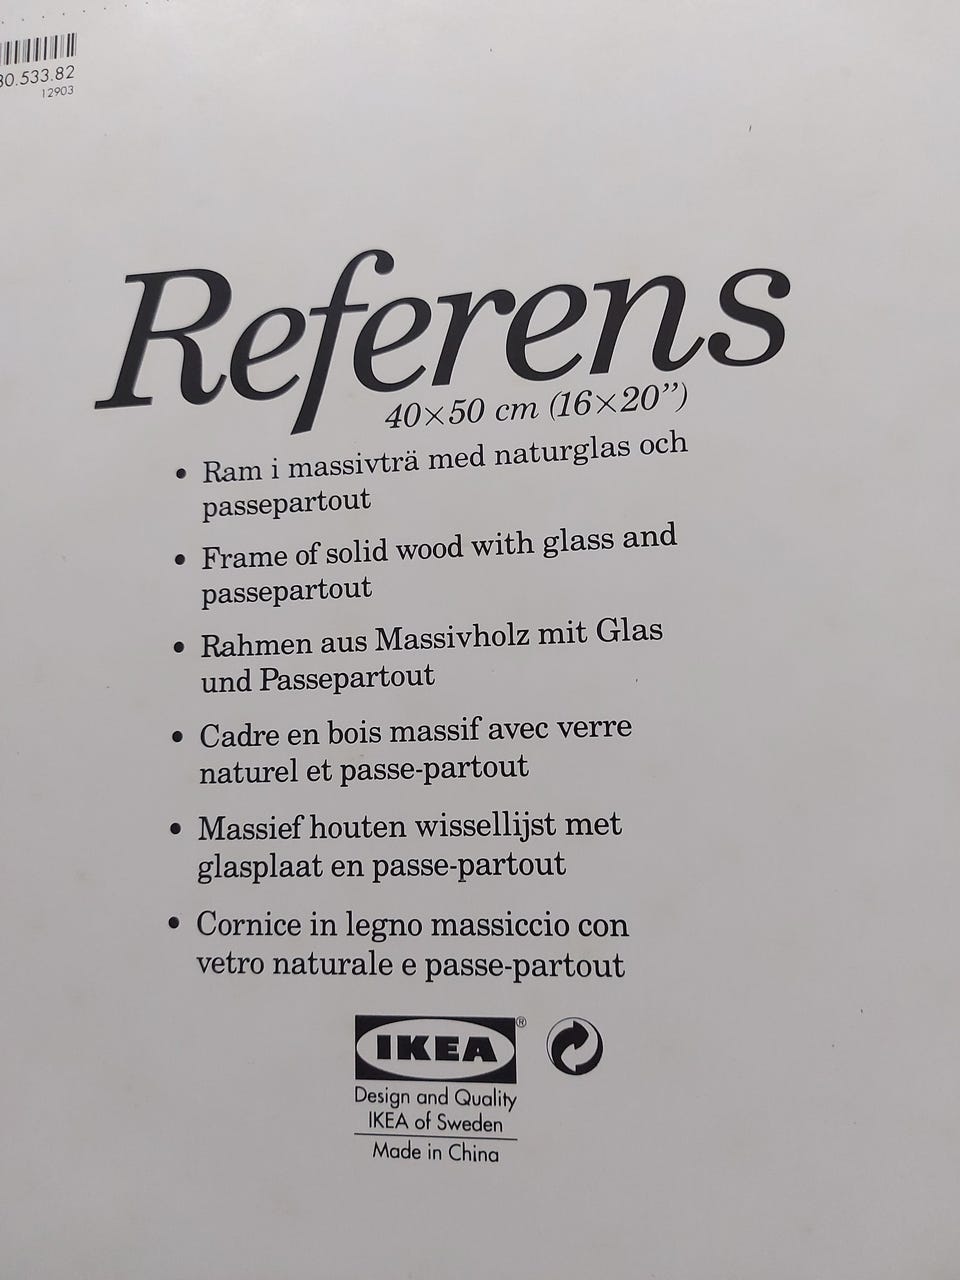 30.533.82
12903
Referens
40×50 cm (16×20”)
• Ram i massivträ med naturglas och
passepartout
• Frame of solid wood with glass and
passepartout
• Rahmen aus Massivholz mit Glas
und Passepartout
• Cadre en bois massif avec verre
naturel et passe-partout
• Massief houten wissellijst met
glasplaat en passe-partout
• Cornice in legno massiccio con
vetro naturale e passe-partout
IKEA®
Design and Quality
IKEA of Sweden
Made in China